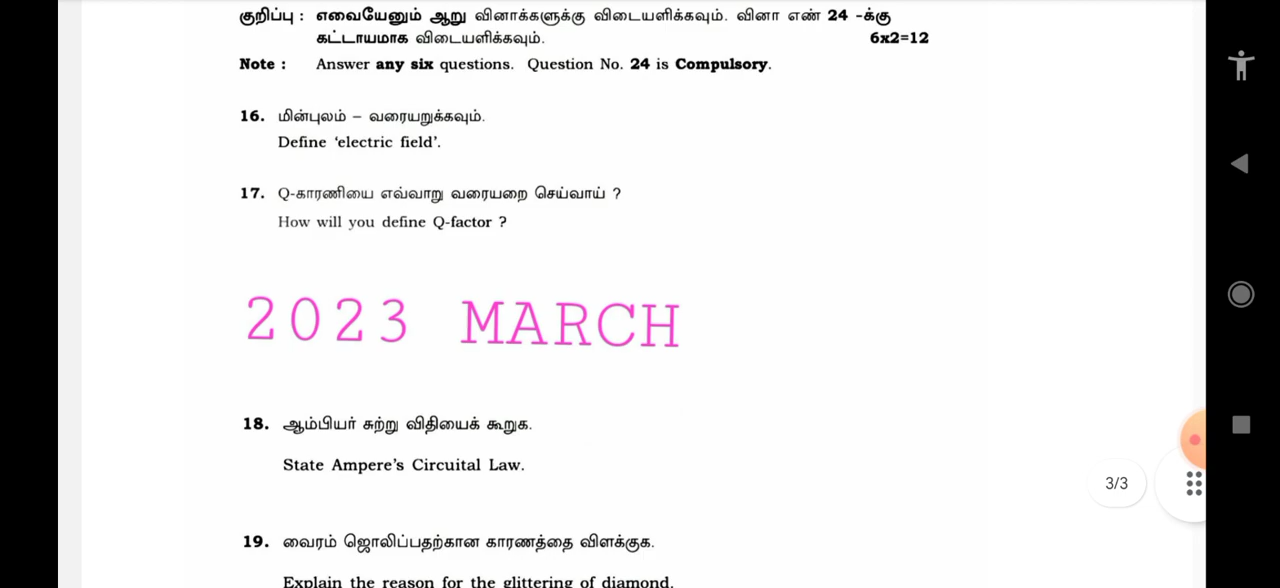 குறிப்பு : எவையேனும் ஆறு வினாக்களுக்கு விடையளிக்கவும். வினா எண் 24 -க்கு
கட்டாயமாக விடையளிக்கவும். 6x2=12
Note : Answer any six questions. Question No. 24 is Compulsory.
16. மின்புலம் – வரையறுக்கவும்.
Define ‘electric field’.
17. Q-காரணியை எவ்வாறு வரையறை செய்வாய் ?
How will you define Q-factor ?
2023 MARCH
18. ஆம்பியர் சுற்று விதியைக் கூறுக.
State Ampere’s Circuital Law.
3/3
19. வைரம் ஜொலிப்பதற்கான காரணத்தை விளக்குக.
Explain the reason for the glittering of diamond.